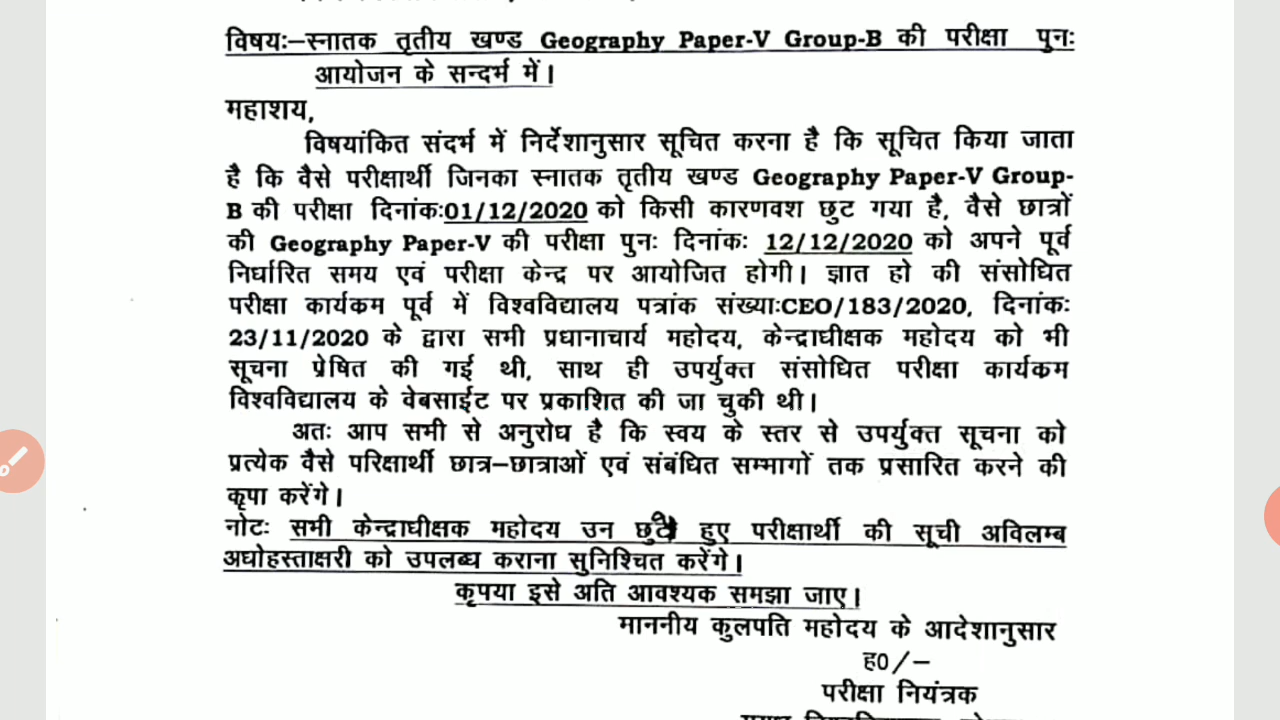 विषयः–स्नातक तृतीय खण्ड Geography Paper-V Group-B की परीक्षा पुनः
आयोजन के सन्दर्भ में।
महाशय,
विषयांकित संदर्भ में निर्देशानुसार सूचित करना है कि सूचित किया जाता
है कि वैसे परीक्षार्थी जिनका स्नातक तृतीय खण्ड Geography Paper-V Group-
B की परीक्षा दिनांकः01/12/2020 को किसी कारणवश छुट गया है, वैसे छात्रों
की Geography Paper-V की परीक्षा पुनः दिनांकः 12/12/2020 को अपने पूर्व
निर्धारित समय एवं परीक्षा केन्द्र पर आयोजित होगी। ज्ञात हो की संसोधित
परीक्षा कार्यकम पूर्व में विश्वविद्यालय पत्रांक संख्याःCEO/183/2020, दिनांकः
23/11/2020 के द्वारा सभी प्रधानाचार्य महोदय, केन्द्राधीक्षक महोदय को भी
सूचना प्रेषित की गई थी, साथ ही उपर्युक्त संसोधित परीक्षा कार्यकम
विश्वविद्यालय के वेबसाईट पर प्रकाशित की जा चुकी थी।
अतः आप सभी से अनुरोध है कि स्वय के स्तर से उपर्युक्त सूचना को
प्रत्येक वैसे परिक्षार्थी छात्र–छात्राओं एवं संबंधित सम्भागों तक प्रसारित करने की
कृपा करेंगे।
नोटः सभी केन्द्राधीक्षक महोदय उन छुटे हुए परीक्षार्थी की सूची अविलम्ब
अधोहस्ताक्षरी को उपलब्ध कराना सुनिश्चित करेंगे।
कृपया इसे अति आवश्यक समझा जाए।
माननीय कुलपति महोदय के आदेशानुसार
ह0/–
परीक्षा नियंत्रक